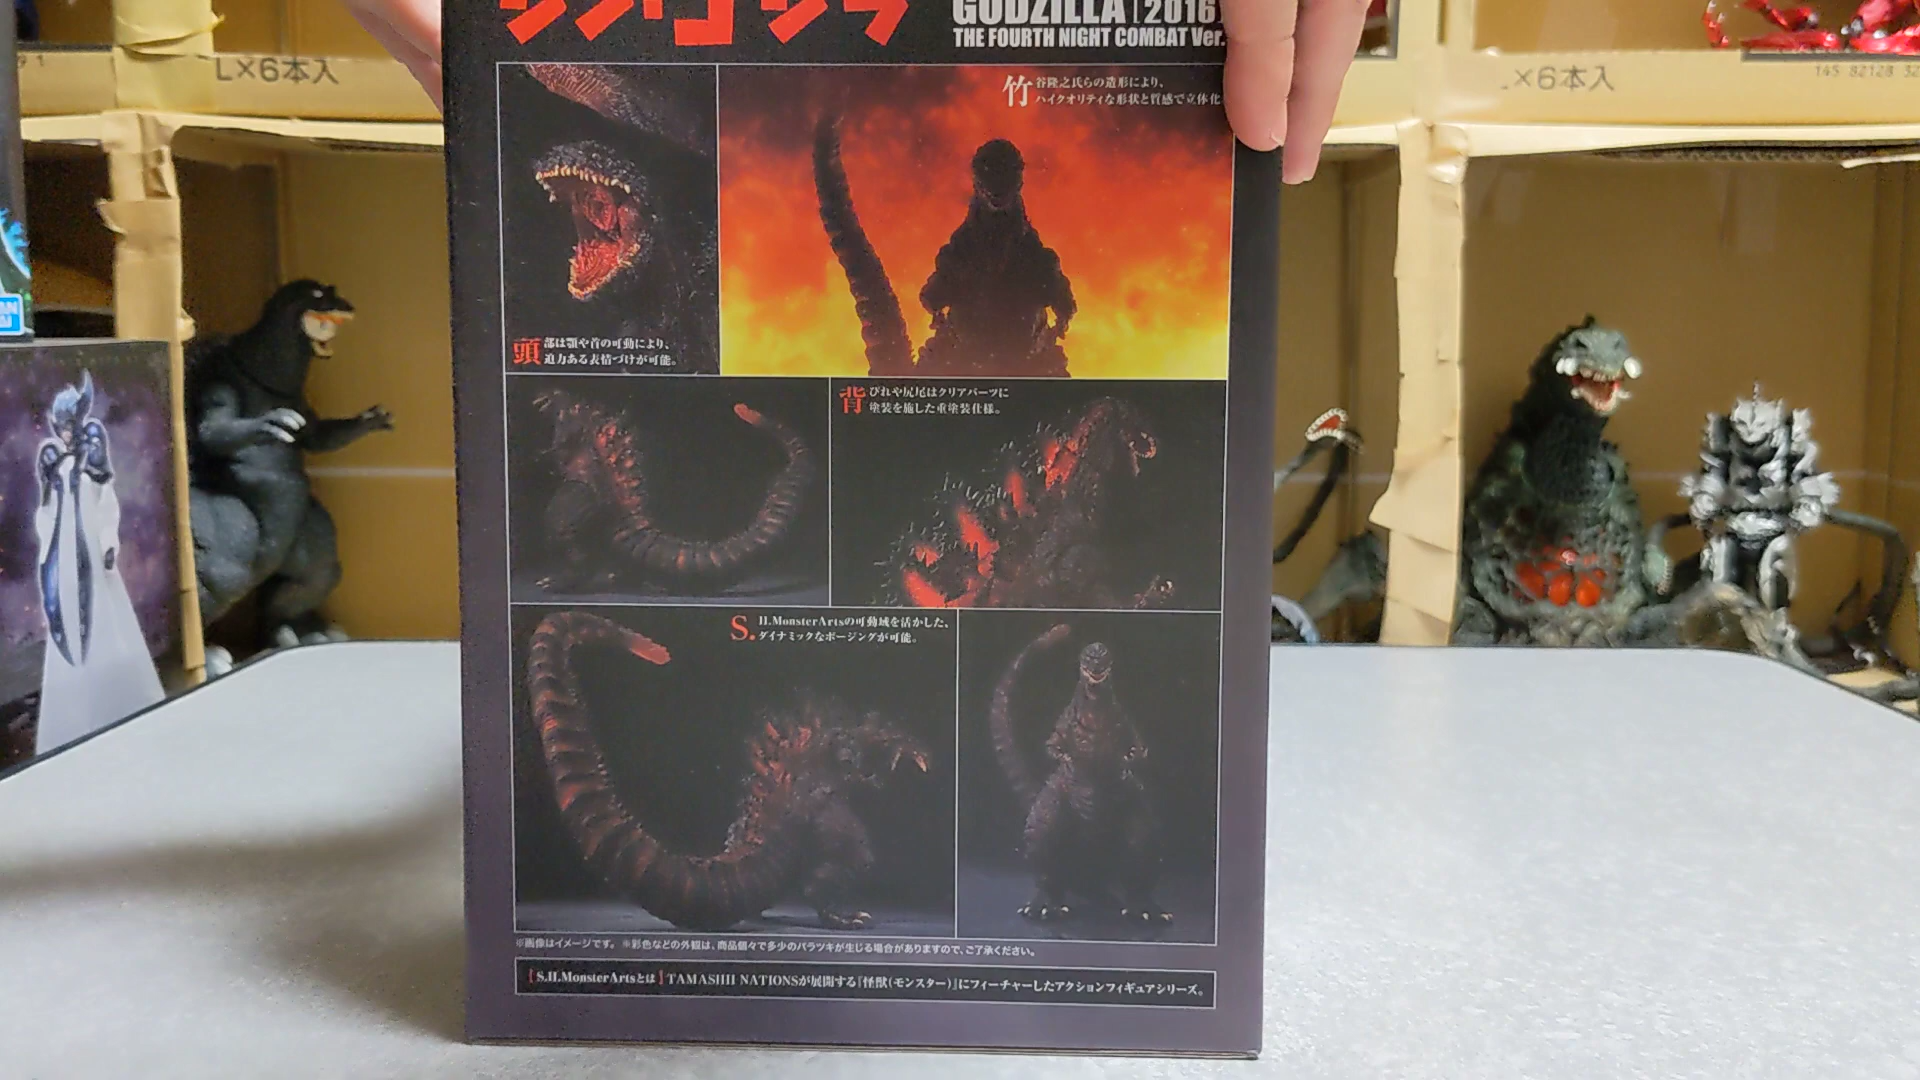 シン・ゴジラ
GODZILLA [2016]
THE FOURTH NIGHT COMBAT Ver.
L×6本入
×6本入
145 82128
竹谷隆之氏らの造形により、
ハイクオリティな形状と質感で立体化
頭部は顎や首の可動により、
迫力ある表情づけが可能。
背びれや尻尾はクリアパーツに
塗装を施した重塗装仕様。
S.H.MonsterArtsの可動域を活かした、
ダイナミックなポージングが可能。
※画像はイメージです。 ※彩色などの外観は、商品個々で多少のバラツキが生じる場合がありますので、ご了承ください。
[S.H.MonsterArtsとは] TAMASHII NATIONSが展開する『怪獣(モンスター)』にフィーチャーしたアクションフィギュアシリーズ。